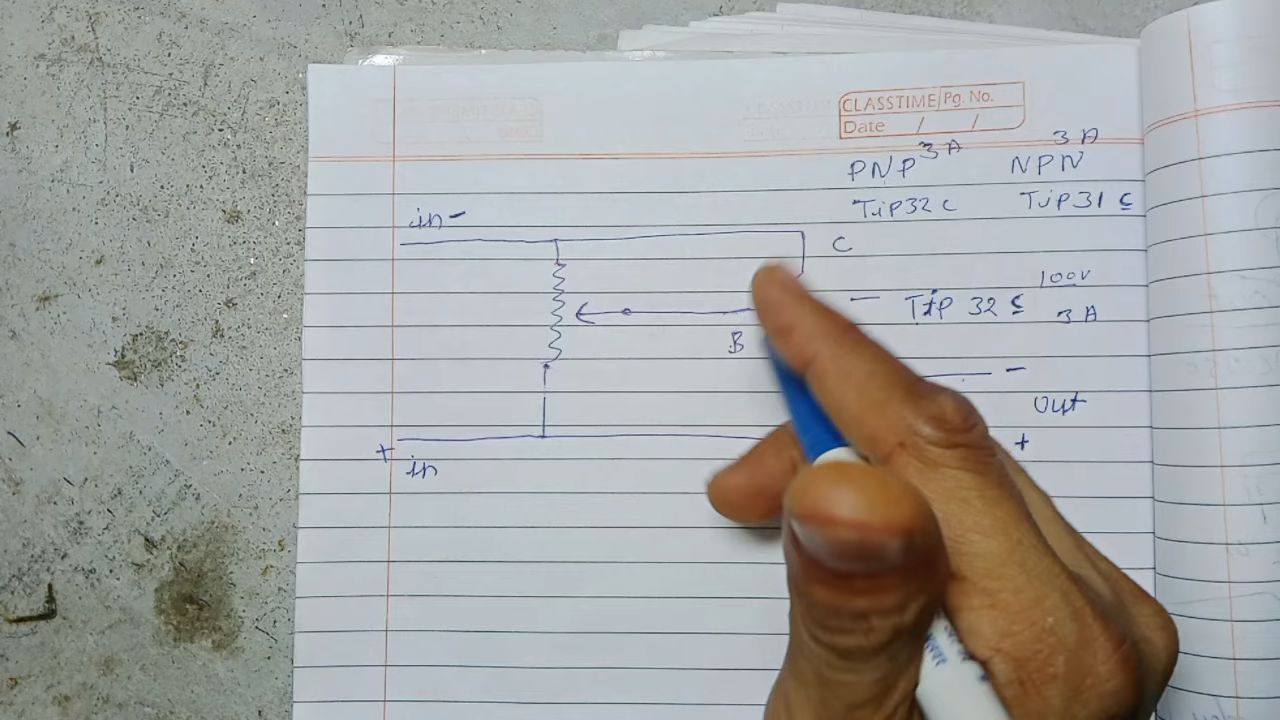 CLASSTIME Pg. No.
Date / /
3A 3A
PNP NPN
TiP32C TiP31C
in -
C
100V
- TiP 32C 3A
B
-
Out
+ in +